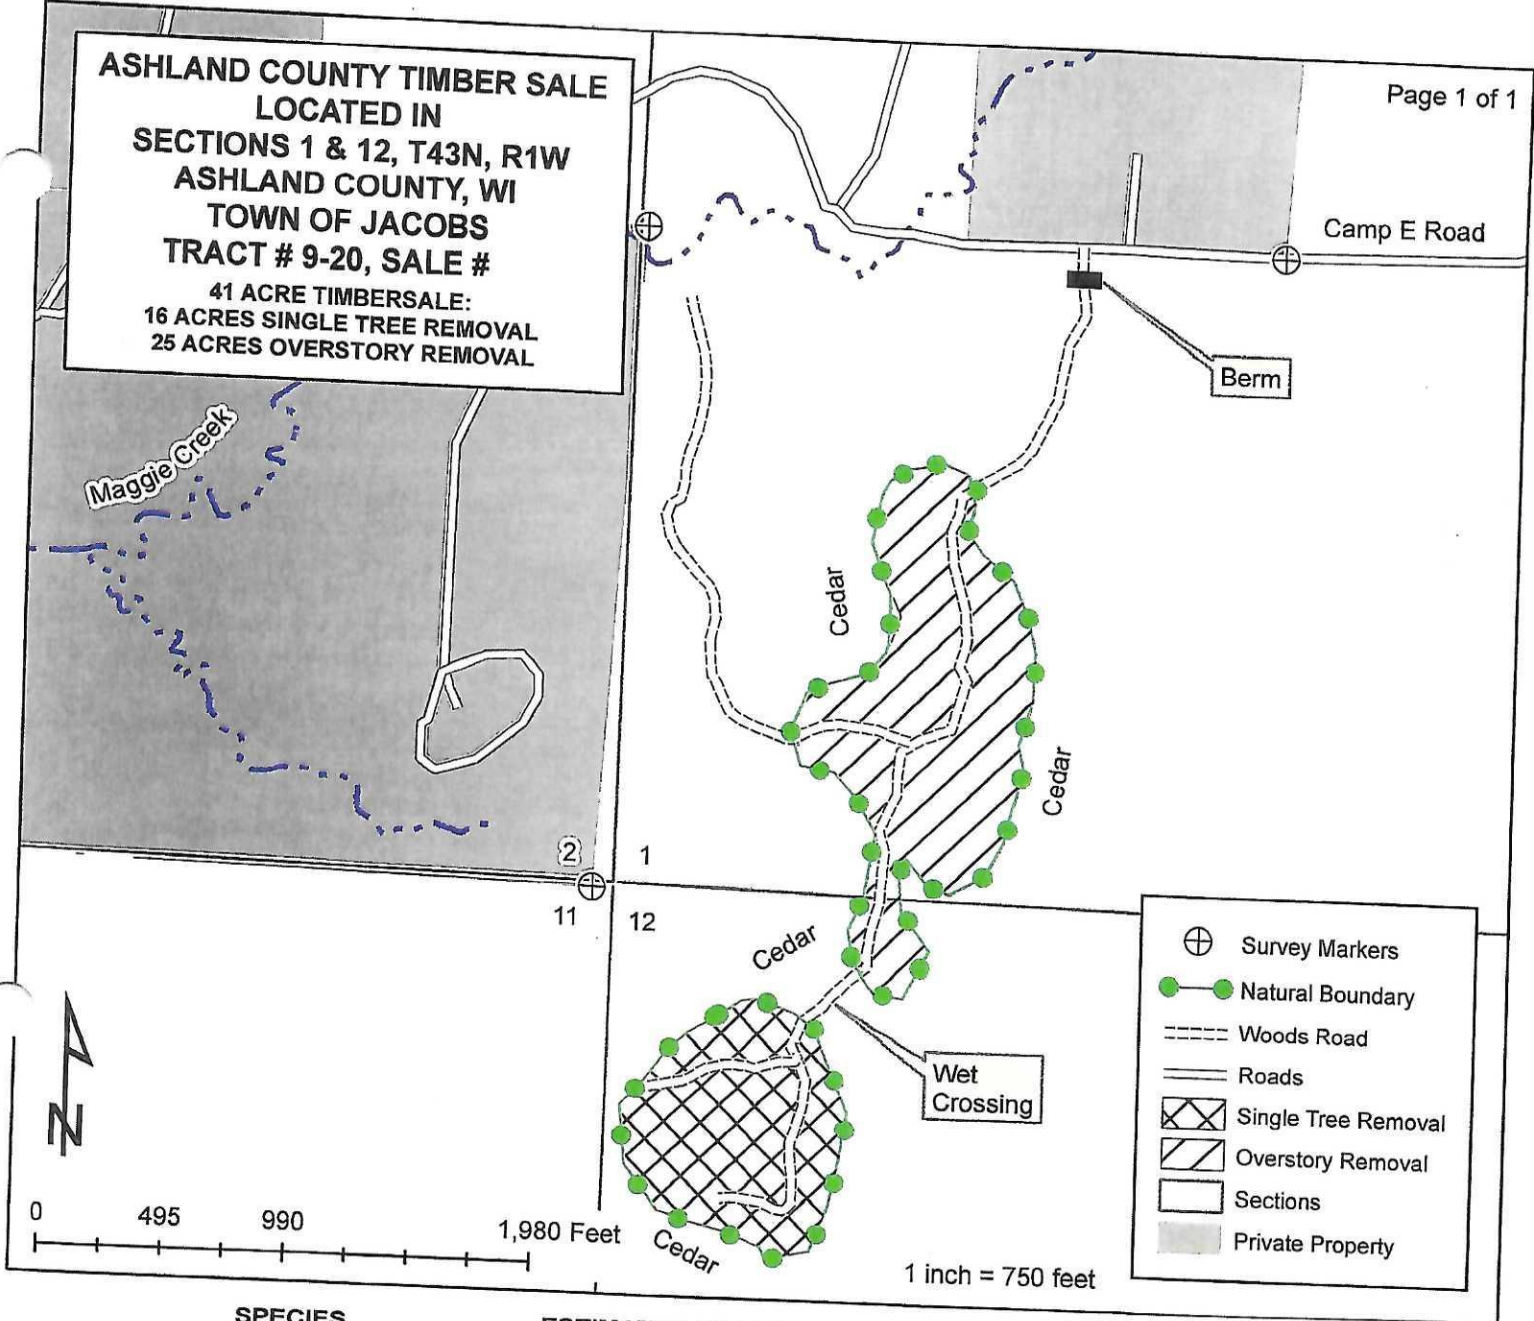 ASHLAND COUNTY TIMBER SALE
LOCATED IN
SECTIONS 1 & 12, T43N, R1W
ASHLAND COUNTY, WI
TOWN OF JACOBS
TRACT # 9-20, SALE #
41 ACRE TIMBERSALE:
16 ACRES SINGLE TREE REMOVAL
25 ACRES OVERSTORY REMOVAL
Page 1 of 1
Camp E Road
Berm
Maggie Creek
Cedar
Cedar
2
1
11
12
Cedar
Wet
Crossing
Cedar
Survey Markers
Natural Boundary
Woods Road
Roads
Single Tree Removal
Overstory Removal
Sections
Private Property
N
0
495
990
1,980 Feet
1 inch = 750 feet
SPECIES